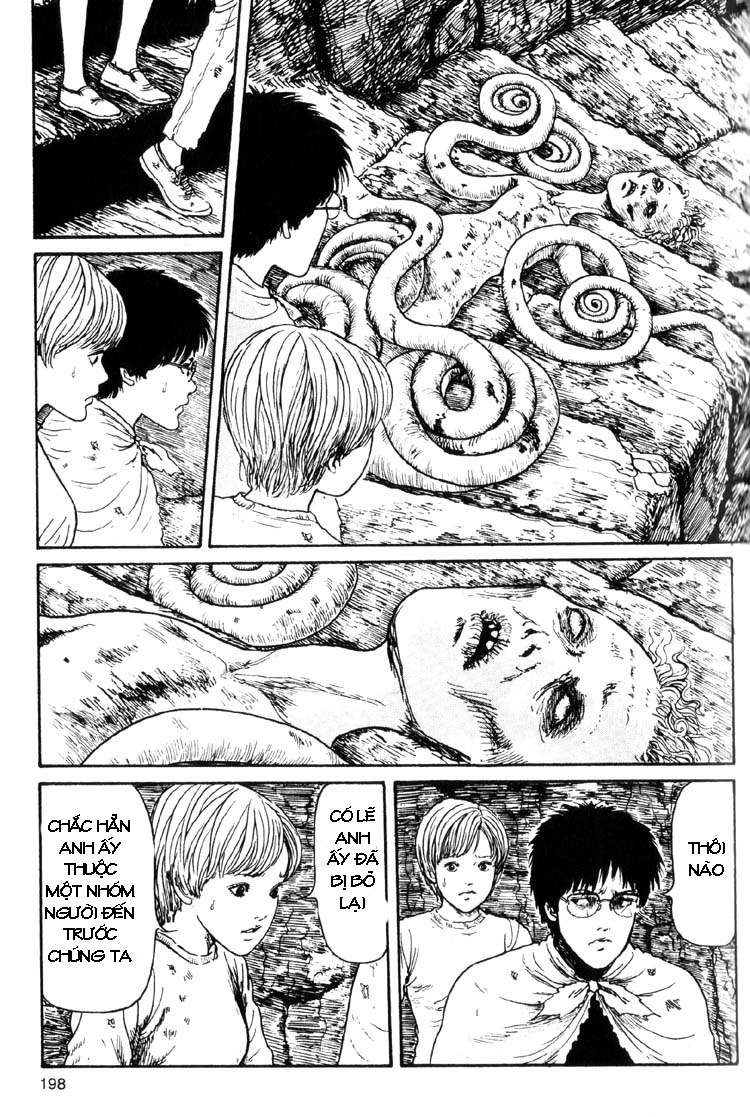 CHẮC HẲN
ANH ẤY
THUỘC
MỘT NHÓM
NGƯỜI ĐẾN
TRƯỚC
CHÚNG TA
CÓ LẼ
ANH
ẤY ĐÃ
BỊ BỎ
LẠI
THÔI
NÀO
198